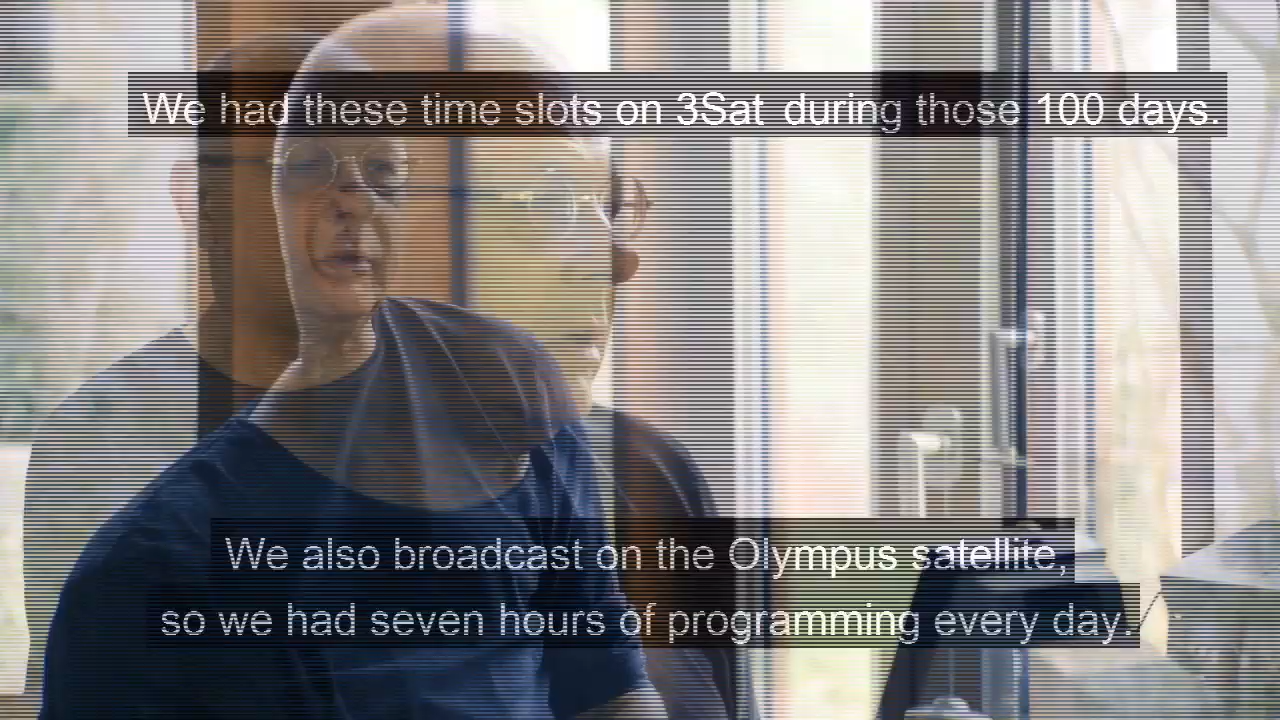 We had these time slots on 3Sat during those 100 days.
We also broadcast on the Olympus satellite,
so we had seven hours of programming every day.